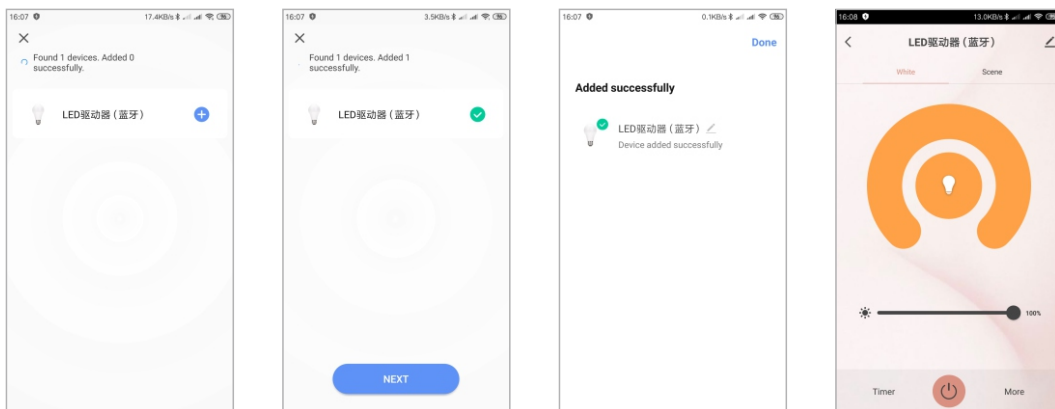 16:07 17.4KB/s 96
Found 1 devices. Added 0
successfully.
LED驱动器（蓝牙）
16:07 3.5KB/s 96
Found 1 devices. Added 1
successfully.
LED驱动器（蓝牙）
NEXT
16:07 0.1KB/s 96
Done
Added successfully
LED驱动器（蓝牙）
Device added successfully
16:08 13.0KB/s
LED驱动器（蓝牙）
White Scene
100%
Timer More